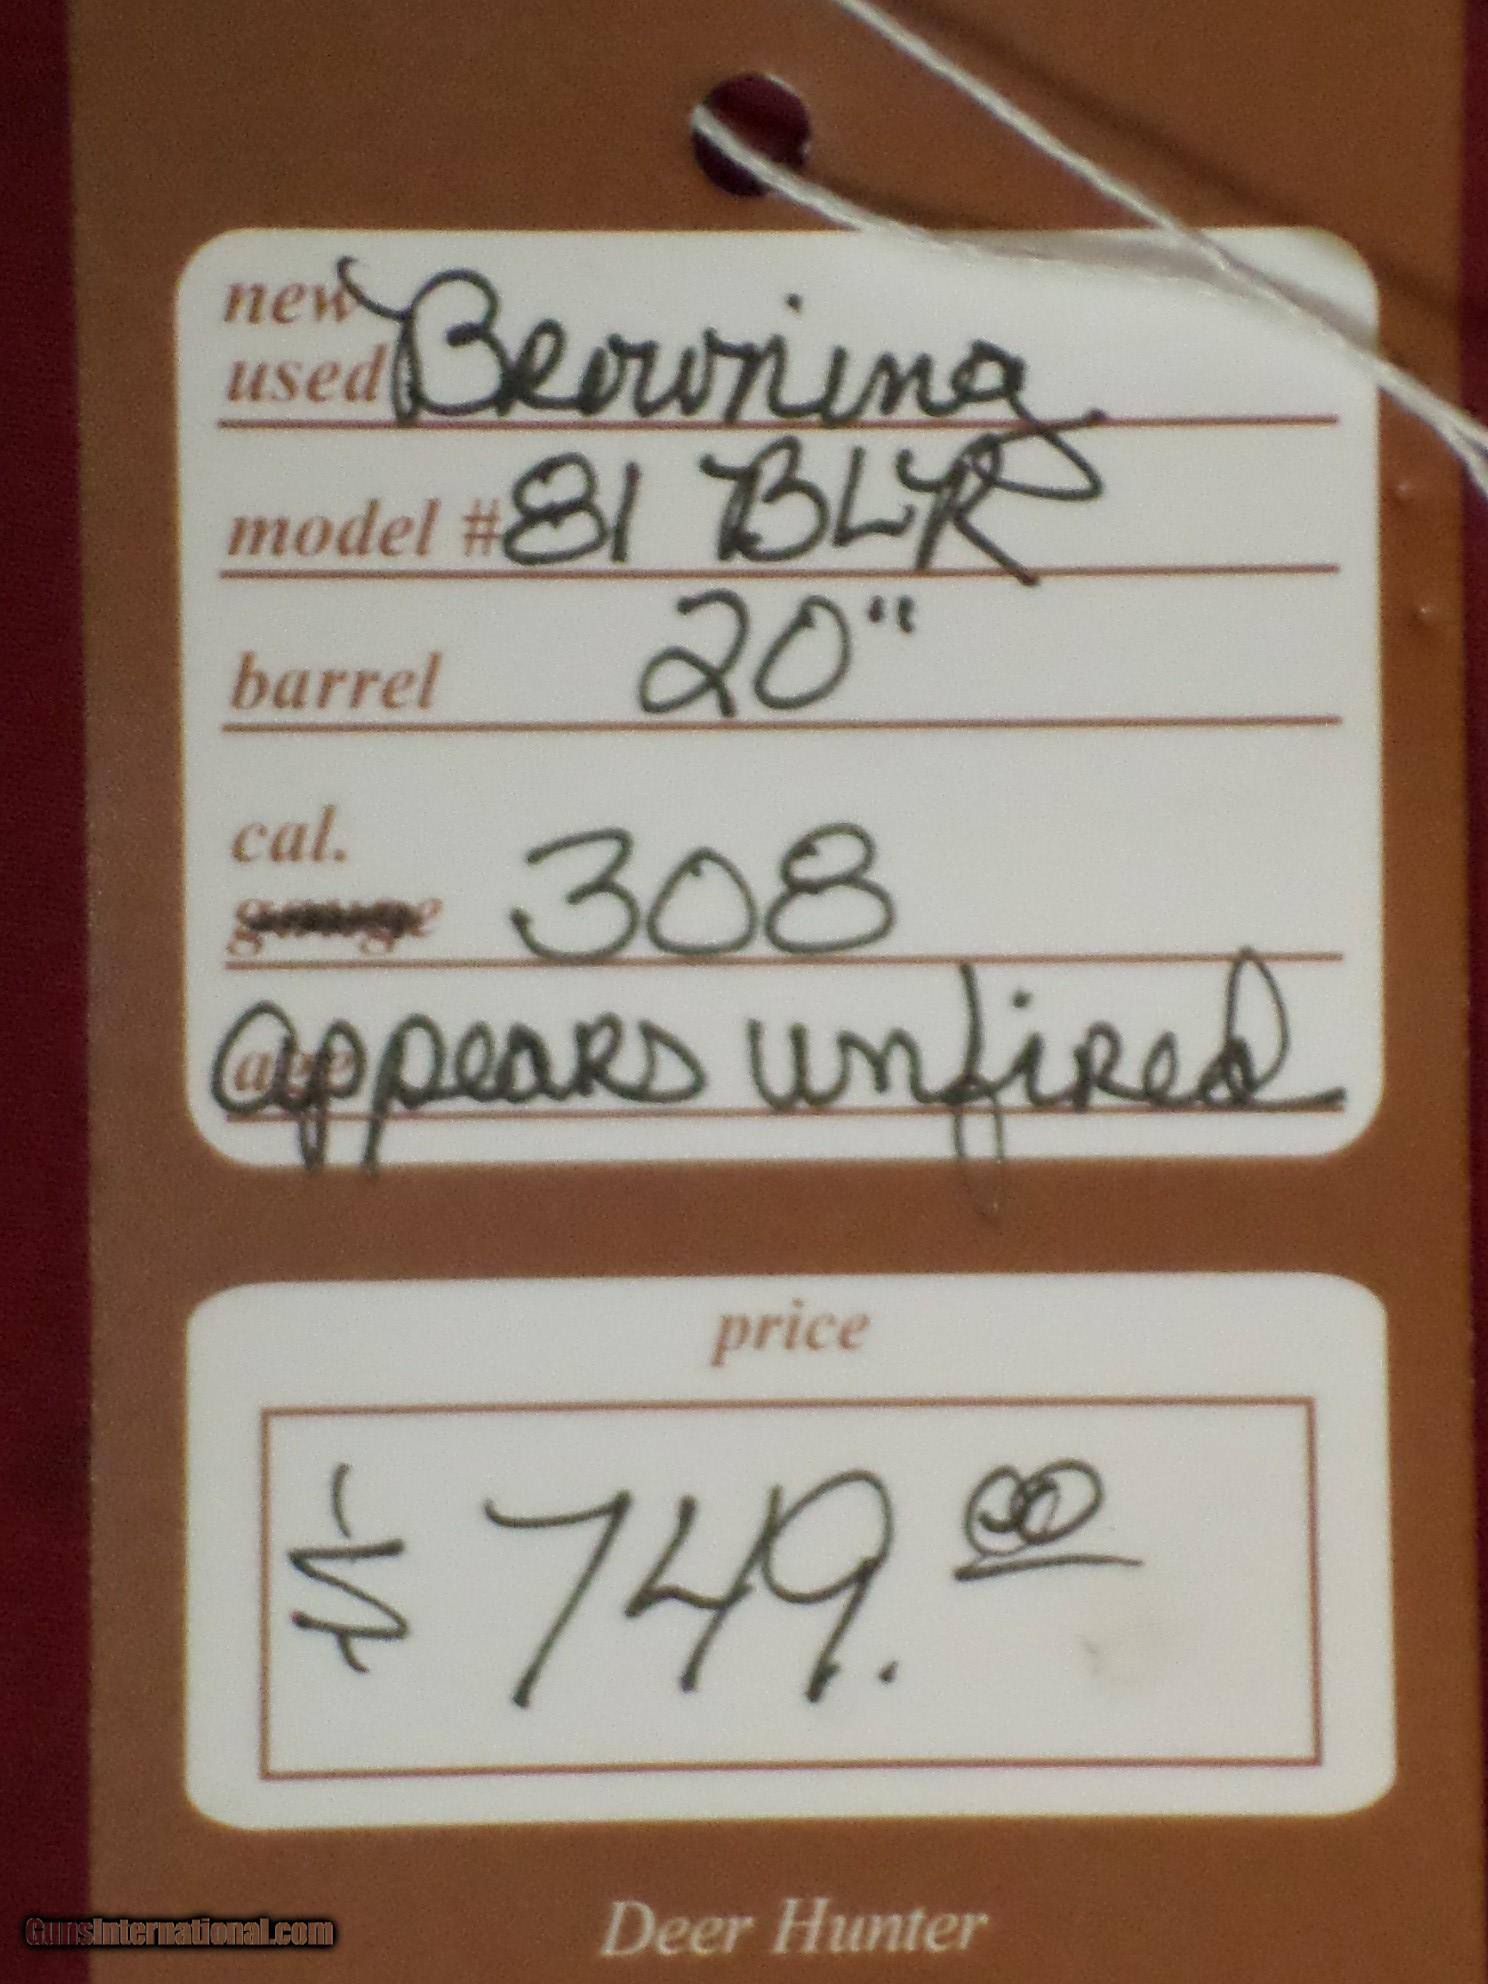 new
used Browning
model # 81 BLR
barrel 20"
cal.
gauge 308
appears unfired
price
$ 749.00
Deer Hunter
GunsInternational.com